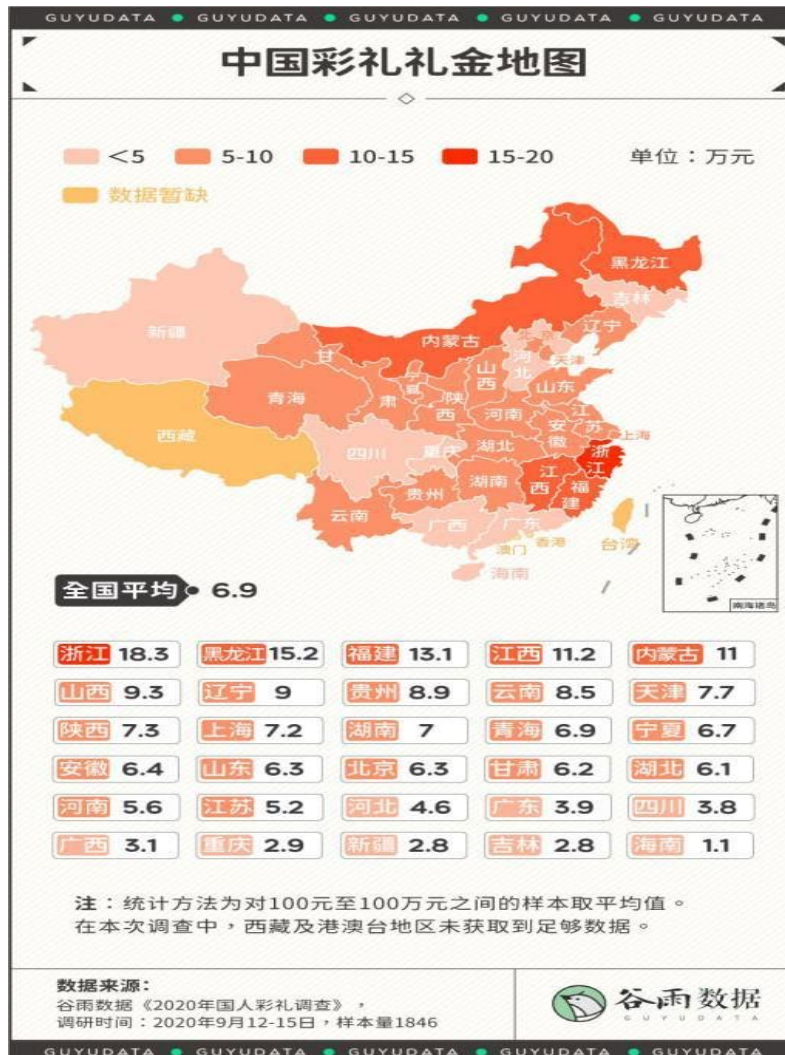 GUYUDATA ● GUYUDATA ● GUYUDATA ● GUYUDATA ● GUYUDATA
中国彩礼礼金地图
<5 5-10 10-15 15-20 单位：万元
数据暂缺
黑龙江
吉林
新疆
辽宁
内蒙古
甘
河北
天津
山西
宁夏
青海
肃
陕西
山东
河南
江苏
西藏
安徽
上海
四川
重庆
湖北
浙江
江西
湖南
贵州
福建
云南
广西
广东
台湾
澳门
香港
海南
南海诸岛
全国平均 6.9
浙江 18.3 黑龙江 15.2 福建 13.1 江西 11.2 内蒙古 11
山西 9.3 辽宁 9 贵州 8.9 云南 8.5 天津 7.7
陕西 7.3 上海 7.2 湖南 7 青海 6.9 宁夏 6.7
安徽 6.4 山东 6.3 北京 6.3 甘肃 6.2 湖北 6.1
河南 5.6 江苏 5.2 河北 4.6 广东 3.9 四川 3.8
广西 3.1 重庆 2.9 新疆 2.8 吉林 2.8 海南 1.1
注：统计方法为对100元至100万元之间的样本取平均值。
在本次调查中，西藏及港澳台地区未获取到足够数据。
数据来源：
谷雨数据《2020年国人彩礼调查》，
调研时间：2020年9月12-15日，样本量1846
谷雨数据
GUYUDATA
GUYUDATA ● GUYUDATA ● GUYUDATA ● GUYUDATA ● GUYUDATA